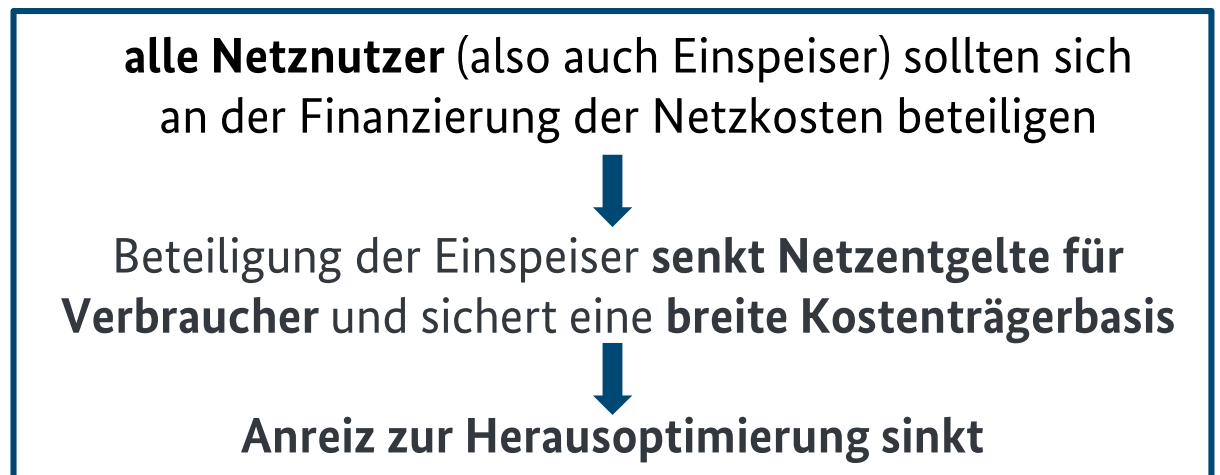 alle Netznutzer (also auch Einspeiser) sollten sich
an der Finanzierung der Netzkosten beteiligen
Beteiligung der Einspeiser senkt Netzentgelte für
Verbraucher und sichert eine breite Kostenträgerbasis
Anreiz zur Herausoptimierung sinkt